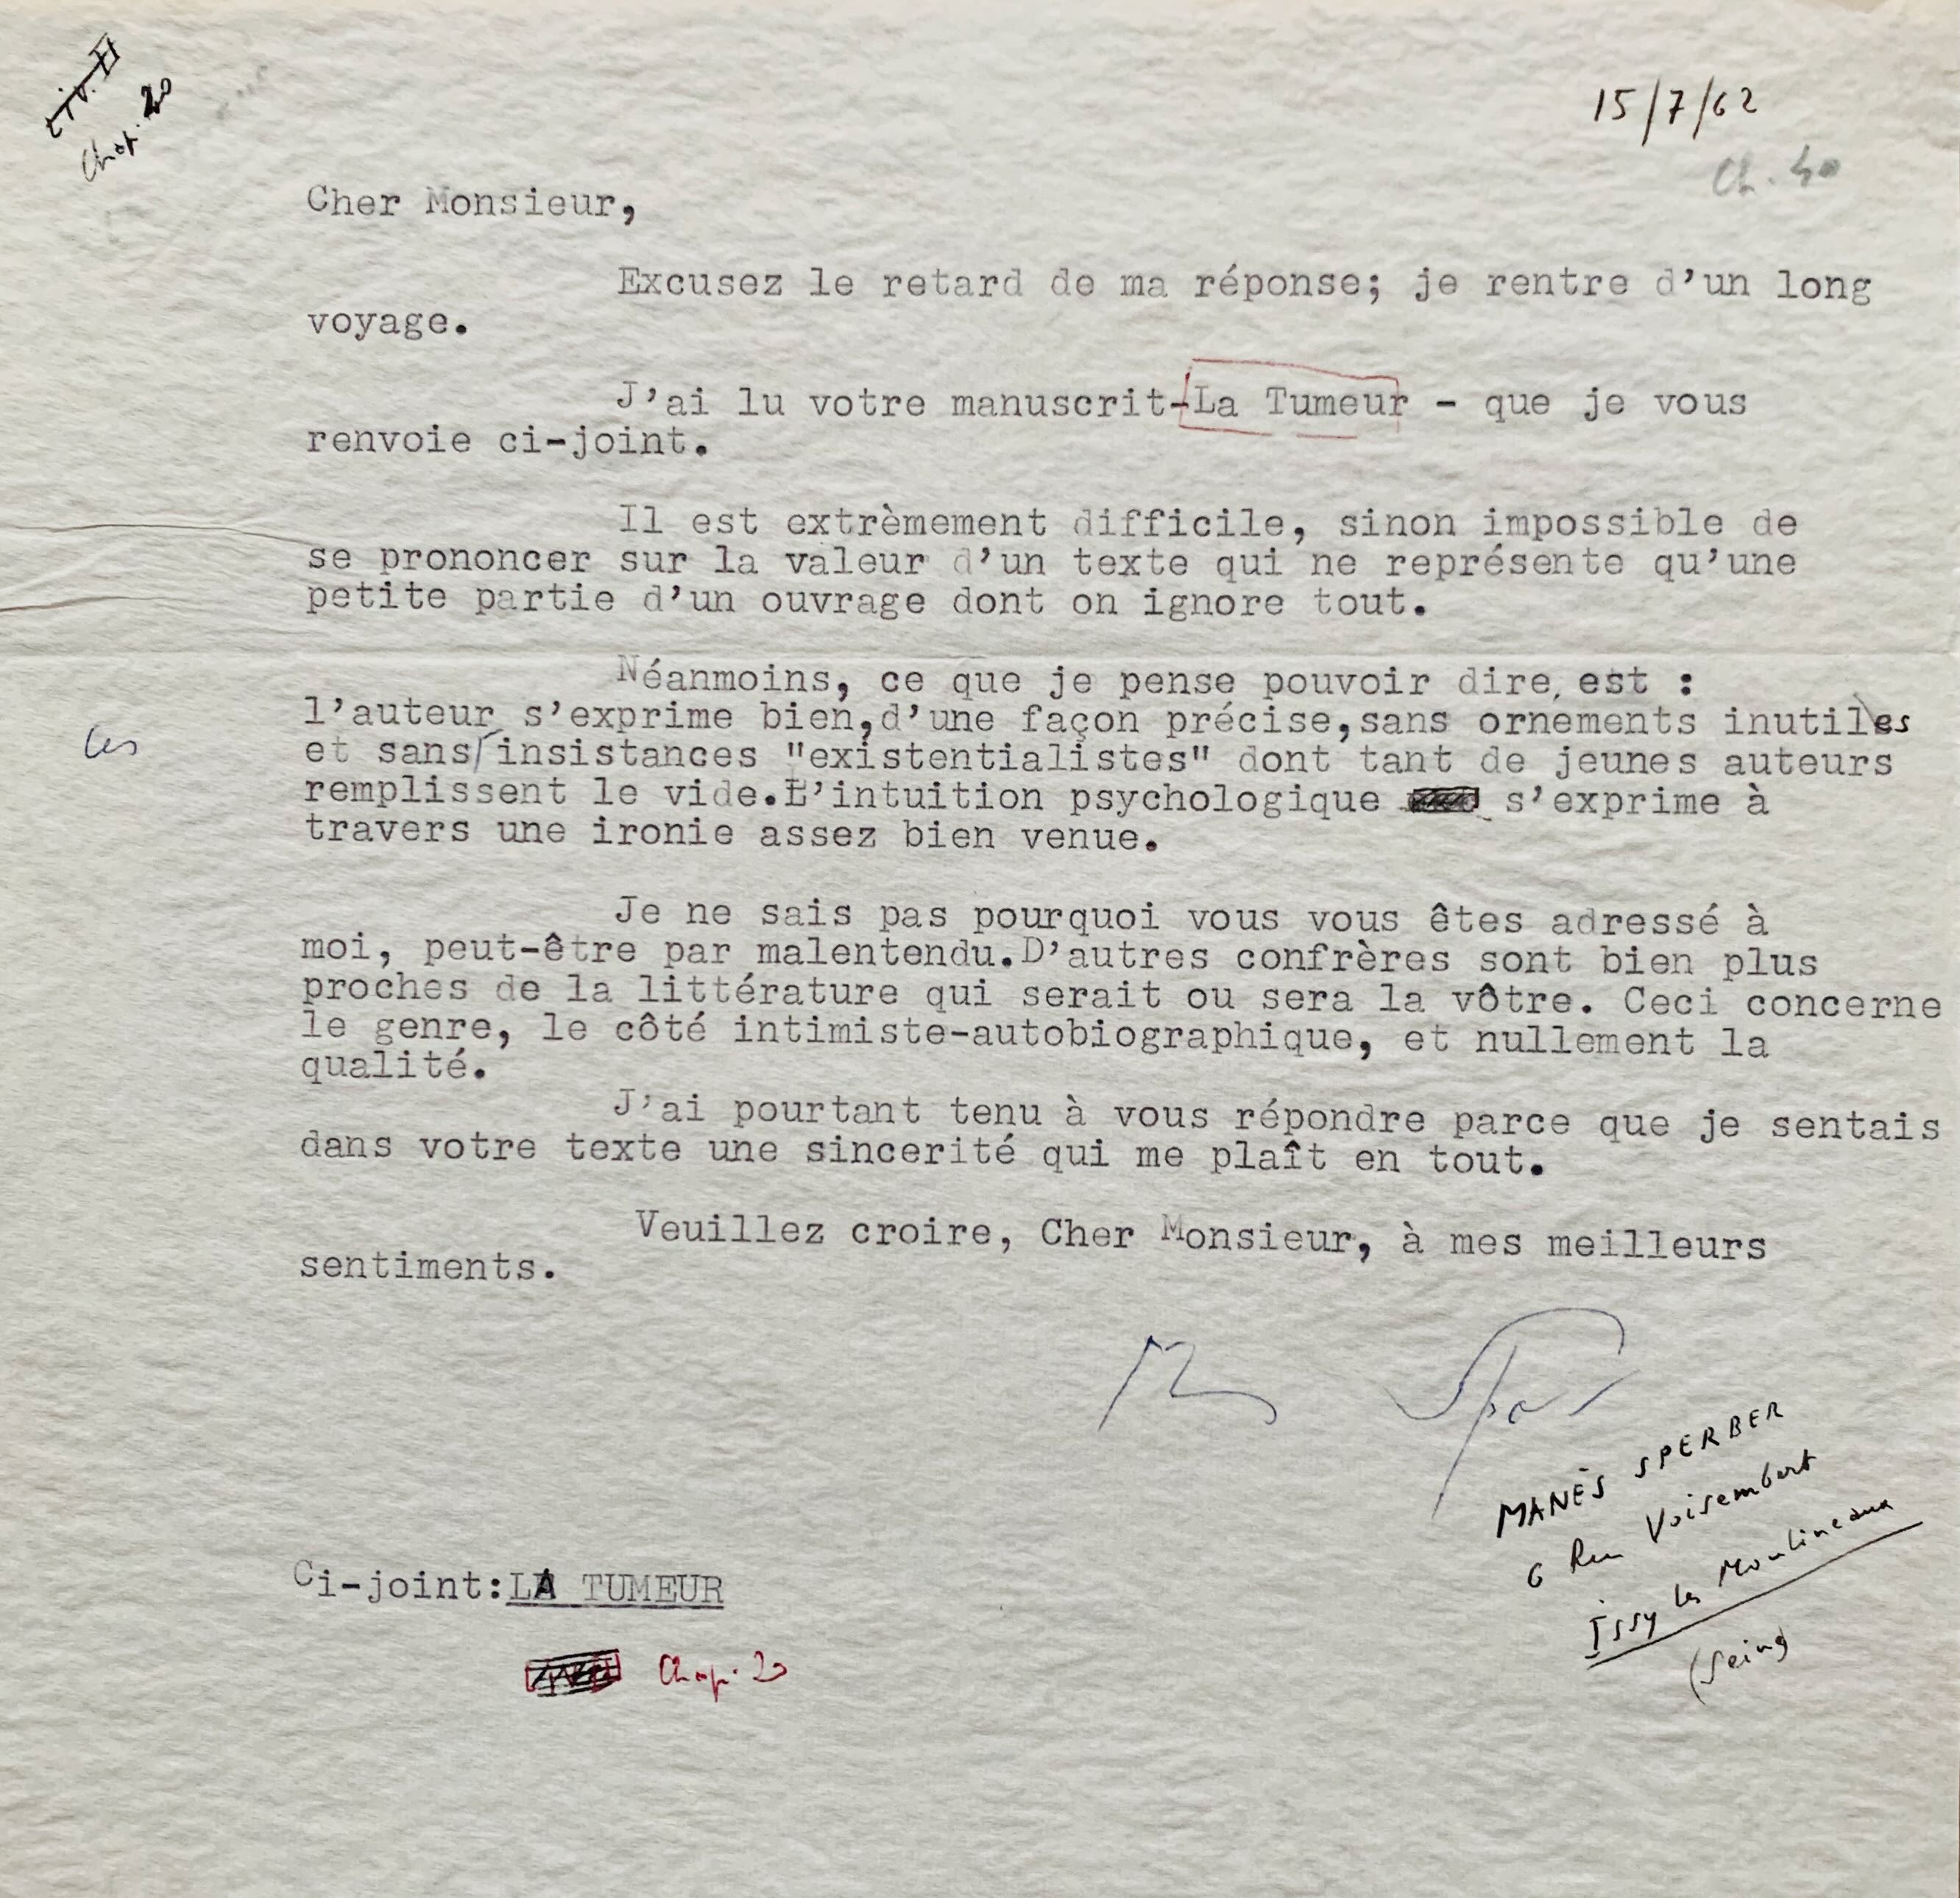 Liv. II
Chap. 20
15/7/62
Ch. 40
Cher Monsieur,
Excusez le retard de ma réponse; je rentre d'un long
voyage.
J'ai lu votre manuscrit-La Tumeur - que je vous
renvoie ci-joint.
Il est extrèmement difficile, sinon impossible de
se prononcer sur la valeur d'un texte qui ne représente qu'une
petite partie d'un ouvrage dont on ignore tout.
Néanmoins, ce que je pense pouvoir dire, est :
l'auteur s'exprime bien,d'une façon précise,sans ornements inutiles
ces
et sans insistances "existentialistes" dont tant de jeunes auteurs
remplissent le vide.L'intuition psychologique s'exprime à
travers une ironie assez bien venue.
Je ne sais pas pourquoi vous vous êtes adressé à
moi, peut-être par malentendu.D'autres confrères sont bien plus
proches de la littérature qui serait ou sera la vôtre. Ceci concerne
le genre, le côté intimiste-autobiographique, et nullement la
qualité.
J'ai pourtant tenu à vous répondre parce que je sentais
dans votre texte une sincerité qui me plaît en tout.
Veuillez croire, Cher Monsieur, à mes meilleurs
sentiments.
MANÈS SPERBER
6 Rue Voisembert
Issy les Moulineaux
(Seine)
Ci-joint:LA TUMEUR
Chap. 20